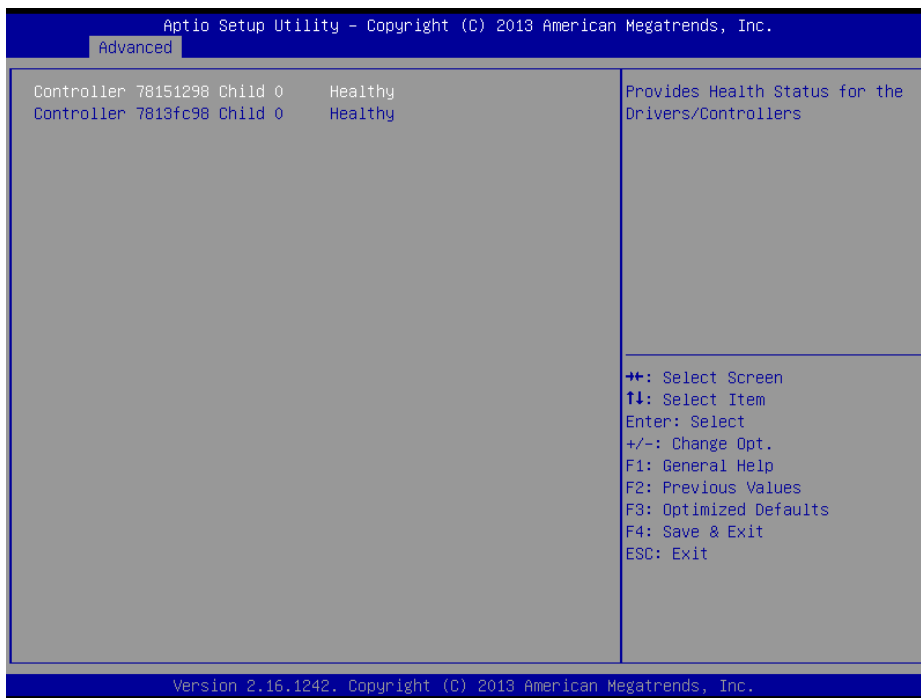 Aptio Setup Utility – Copyright (C) 2013 American Megatrends, Inc.
Advanced
Controller 78151298 Child 0 Healthy
Controller 7813fc98 Child 0 Healthy
Provides Health Status for the
Drivers/Controllers
→←: Select Screen
↑↓: Select Item
Enter: Select
+/-: Change Opt.
F1: General Help
F2: Previous Values
F3: Optimized Defaults
F4: Save & Exit
ESC: Exit
Version 2.16.1242. Copyright (C) 2013 American Megatrends, Inc.